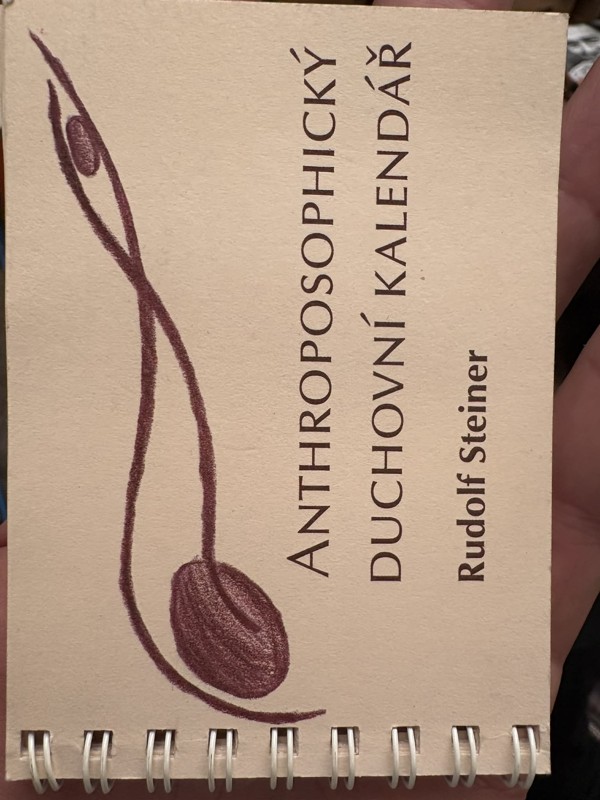 ANTHROPOSOPHICKÝ
DUCHOVNÍ KALENDÁŘ
Rudolf Steiner